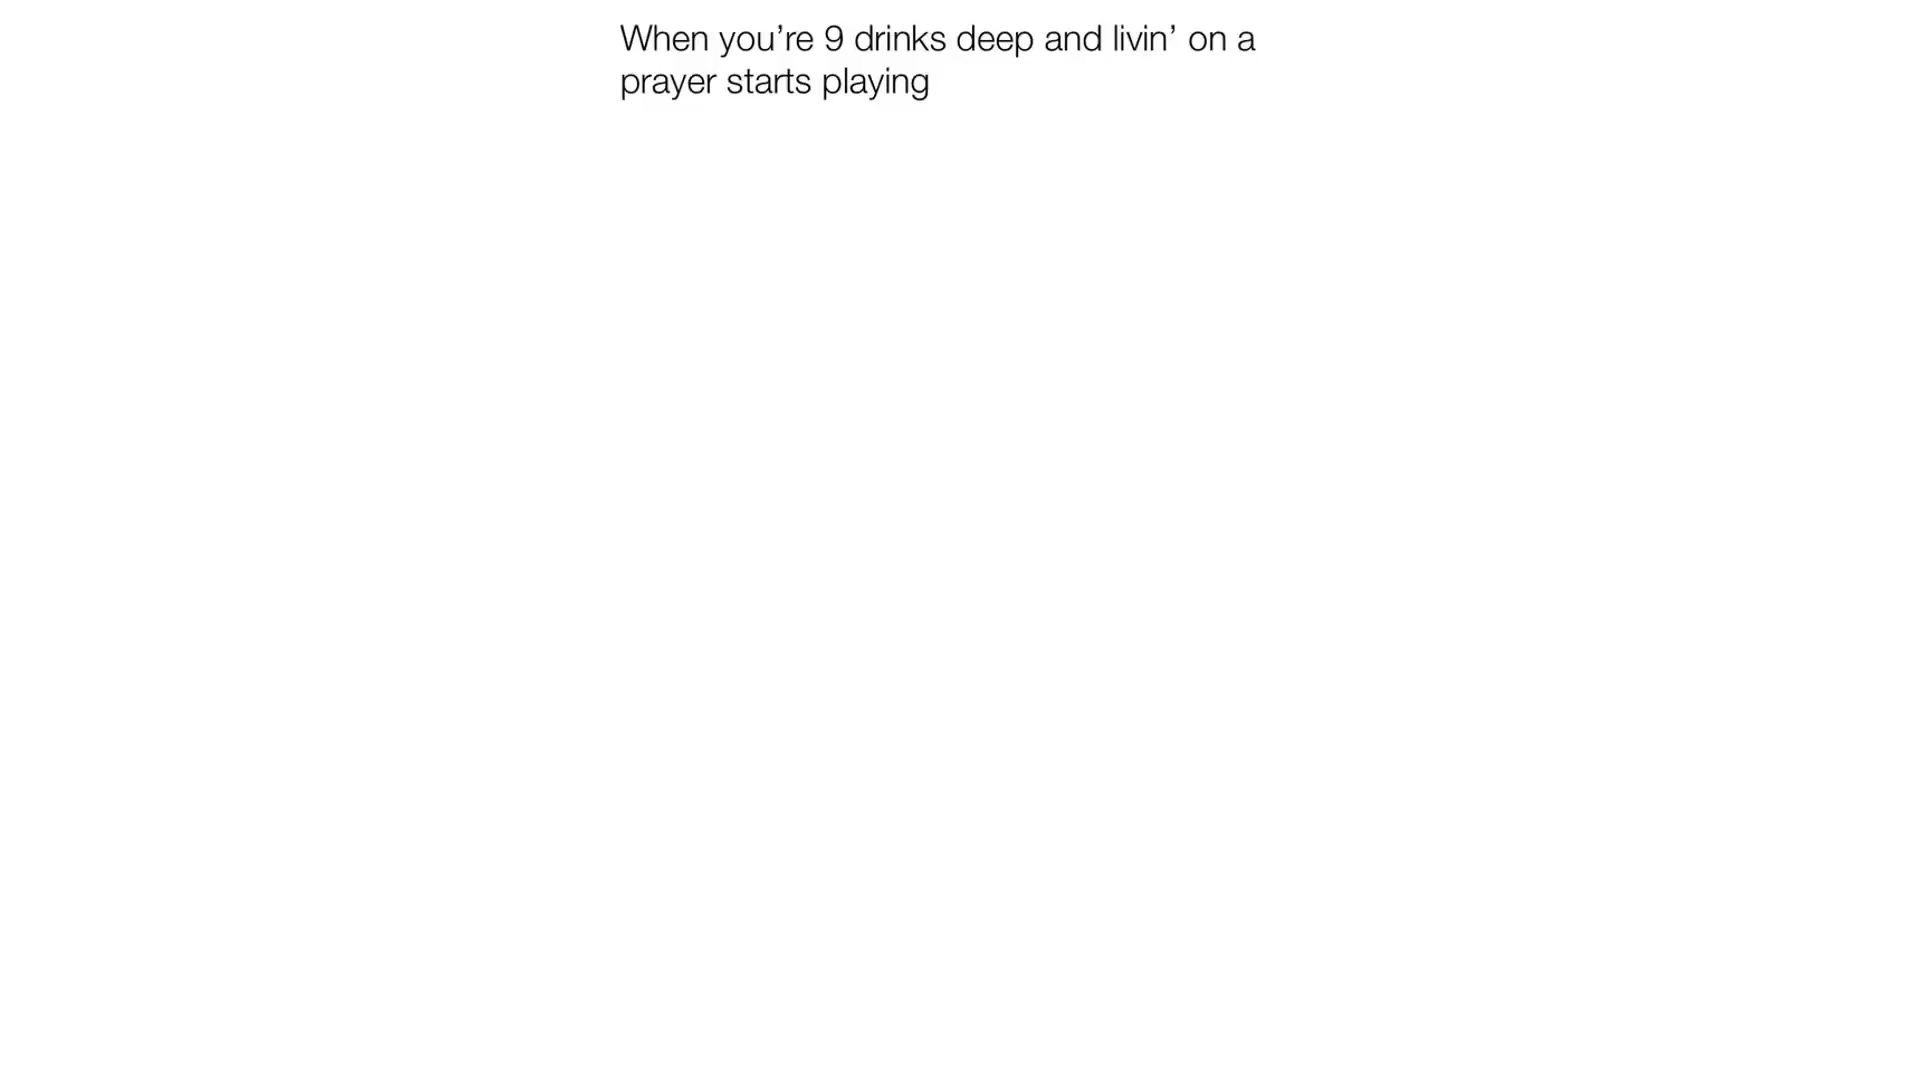 When you’re 9 drinks deep and livin’ on a
prayer starts playing